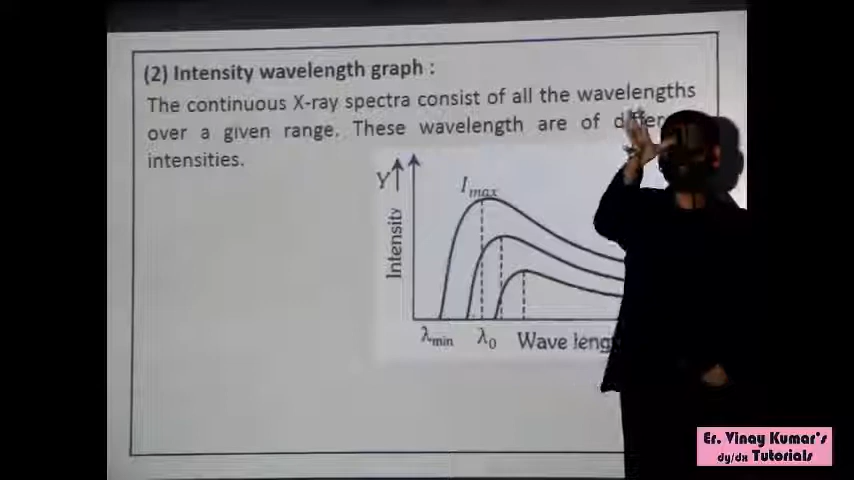 (2) Intensity wavelength graph :
The continuous X-ray spectra consist of all the wavelengths
over a given range. These wavelength are of
intensities.
Y
I max
Intensity
λmin λ0 Wave leng
Er. Vinay Kumar's
dy/dx Tutorials